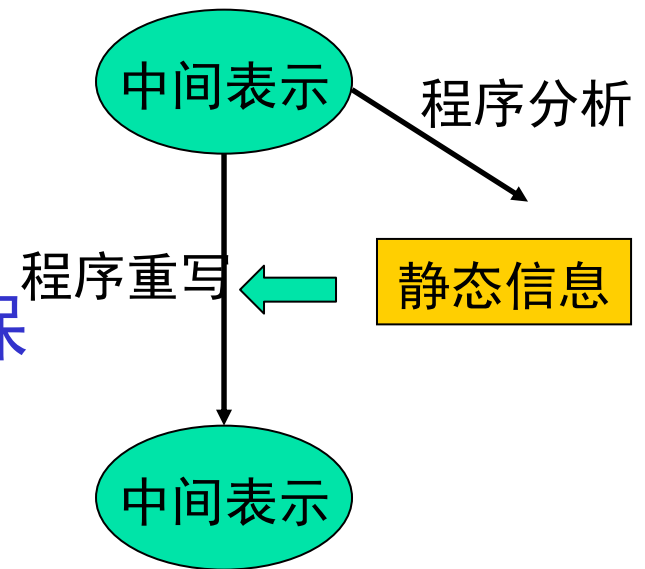 中间表示
程序分析
程序重写
静态信息
保
中间表示